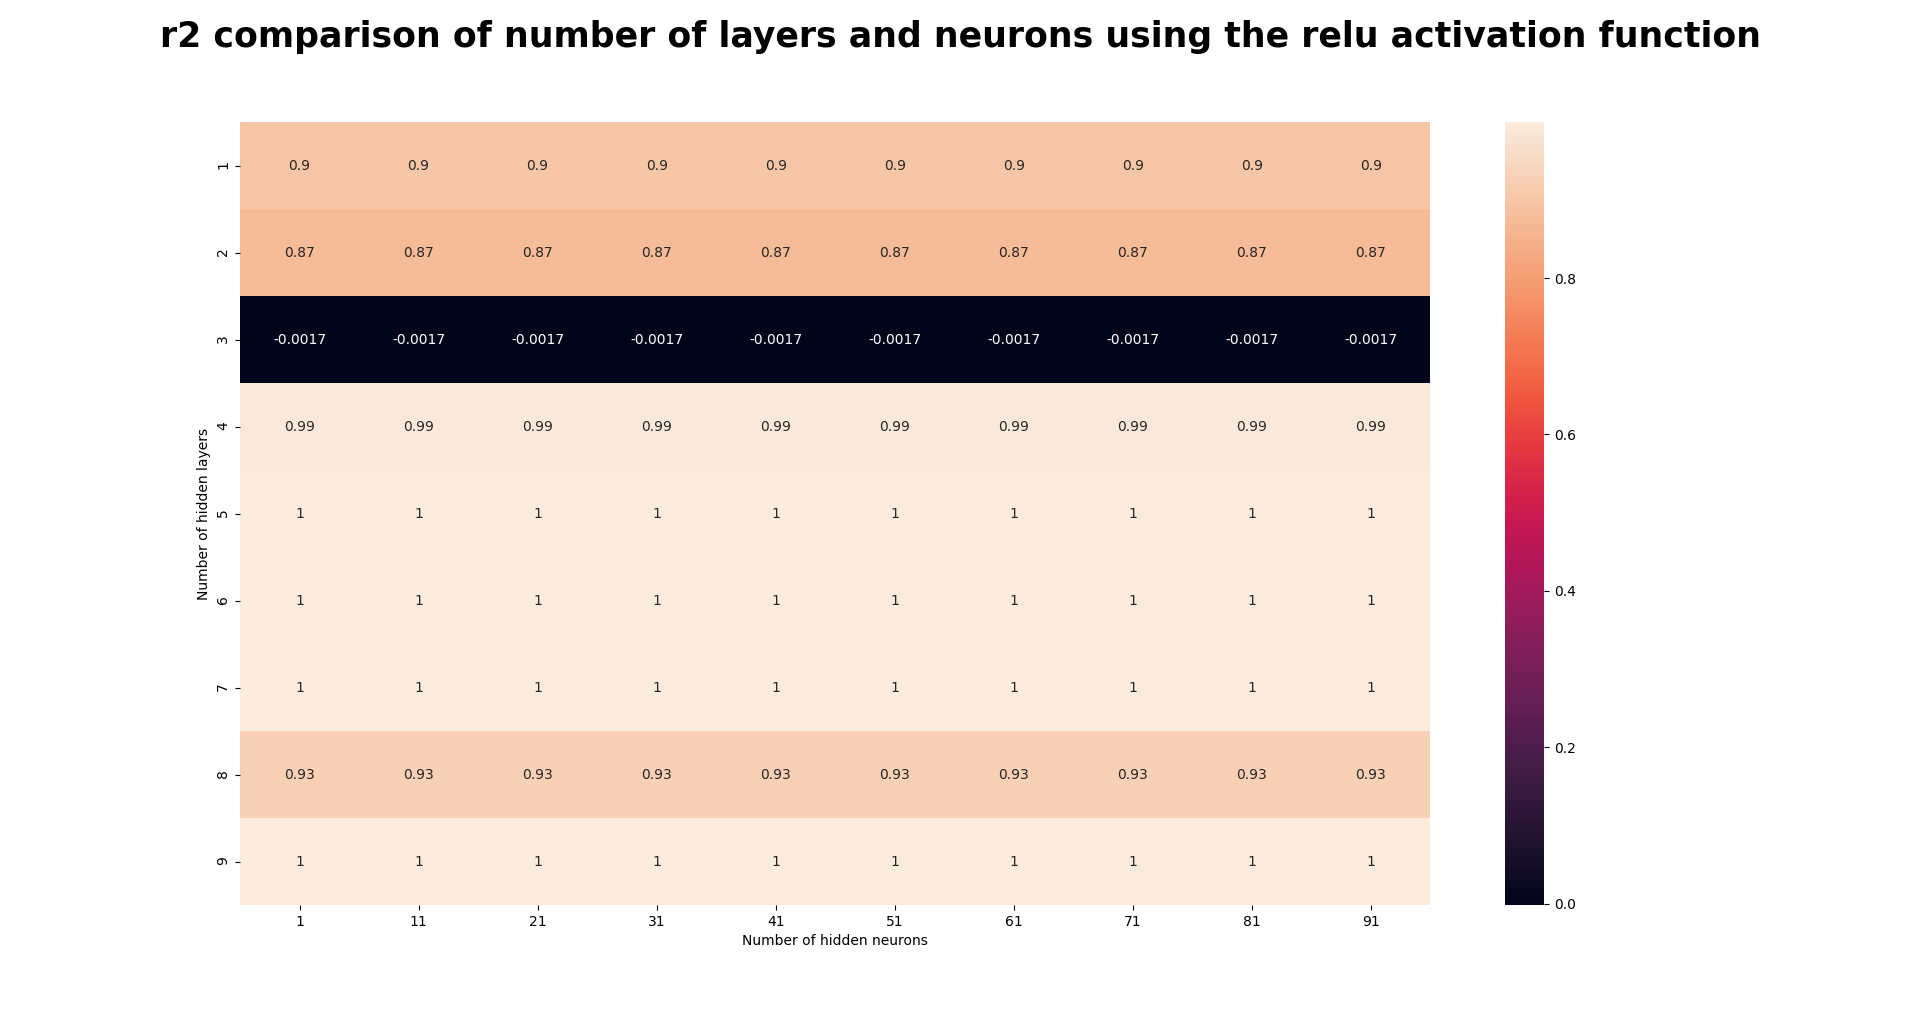 r2 comparison of number of layers and neurons using the relu activation function
1 0.9 0.9 0.9 0.9 0.9 0.9 0.9 0.9 0.9 0.9
2 0.87 0.87 0.87 0.87 0.87 0.87 0.87 0.87 0.87 0.87
3 -0.0017 -0.0017 -0.0017 -0.0017 -0.0017 -0.0017 -0.0017 -0.0017 -0.0017 -0.0017
4 0.99 0.99 0.99 0.99 0.99 0.99 0.99 0.99 0.99 0.99
5 1 1 1 1 1 1 1 1 1 1
6 1 1 1 1 1 1 1 1 1 1
7 1 1 1 1 1 1 1 1 1 1
8 0.93 0.93 0.93 0.93 0.93 0.93 0.93 0.93 0.93 0.93
9 1 1 1 1 1 1 1 1 1 1
1 11 21 31 41 51 61 71 81 91
Number of hidden neurons
Number of hidden layers
0.8
0.6
0.4
0.2
0.0